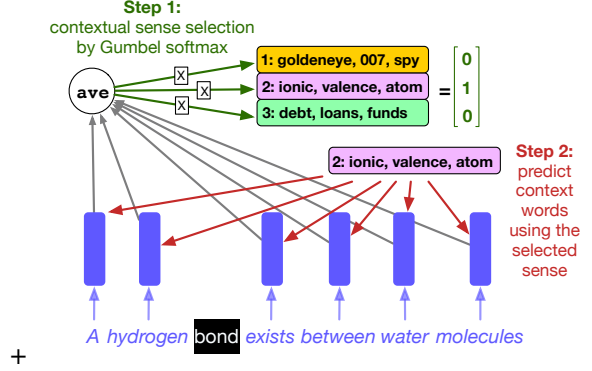 Step 1:
contextual sense selection
by Gumbel softmax
ave
x
x
x
1: goldeneye, 007, spy
2: ionic, valence, atom
3: debt, loans, funds
=
0
1
0
2: ionic, valence, atom
Step 2:
predict
context
words
using the
selected
sense
A hydrogen bond exists between water molecules
+